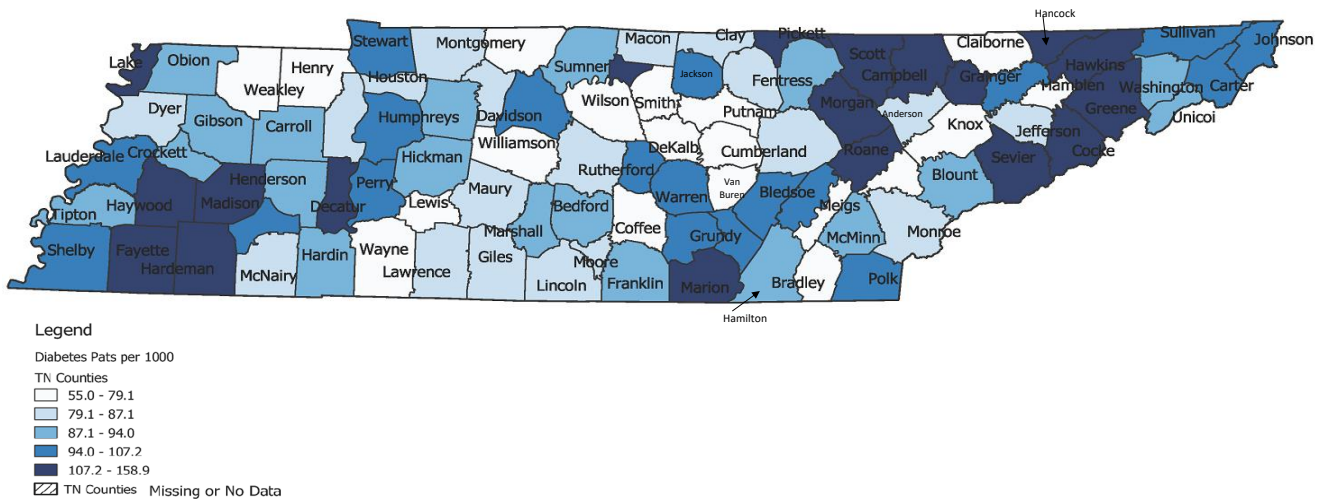 Hancock
Stewart
Montgomery
Macon
Clay
Pickett
Claiborne
Sullivan
Johnson
Lake
Obion
Henry
Weakley
Houston
Sumner
Jackson
Fentress
Scott
Campbell
Grainger
Hawkins
Hamblen
Washington
Carter
Dyer
Gibson
Carroll
Humphreys
Davidson
Wilson
Smith
Putnam
Morgan
Anderson
Knox
Greene
Unicoi
Jefferson
Lauderdale
Crockett
Henderson
Hickman
Williamson
Rutherford
DeKalb
Cumberland
Roane
Sevier
Cocke
Tipton
Haywood
Madison
Decatur
Perry
Lewis
Maury
Bedford
Warren
Van
Buren
Bledsoe
Meigs
Blount
Shelby
Fayette
Hardeman
McNairy
Hardin
Wayne
Lawrence
Giles
Marshall
Moore
Lincoln
Coffee
Franklin
Grundy
Marion
McMinn
Monroe
Bradley
Polk
Hamilton
Legend
Diabetes Pats per 1000
TN Counties
55.0 - 79.1
79.1 - 87.1
87.1 - 94.0
94.0 - 107.2
107.2 - 158.9
TN Counties Missing or No Data